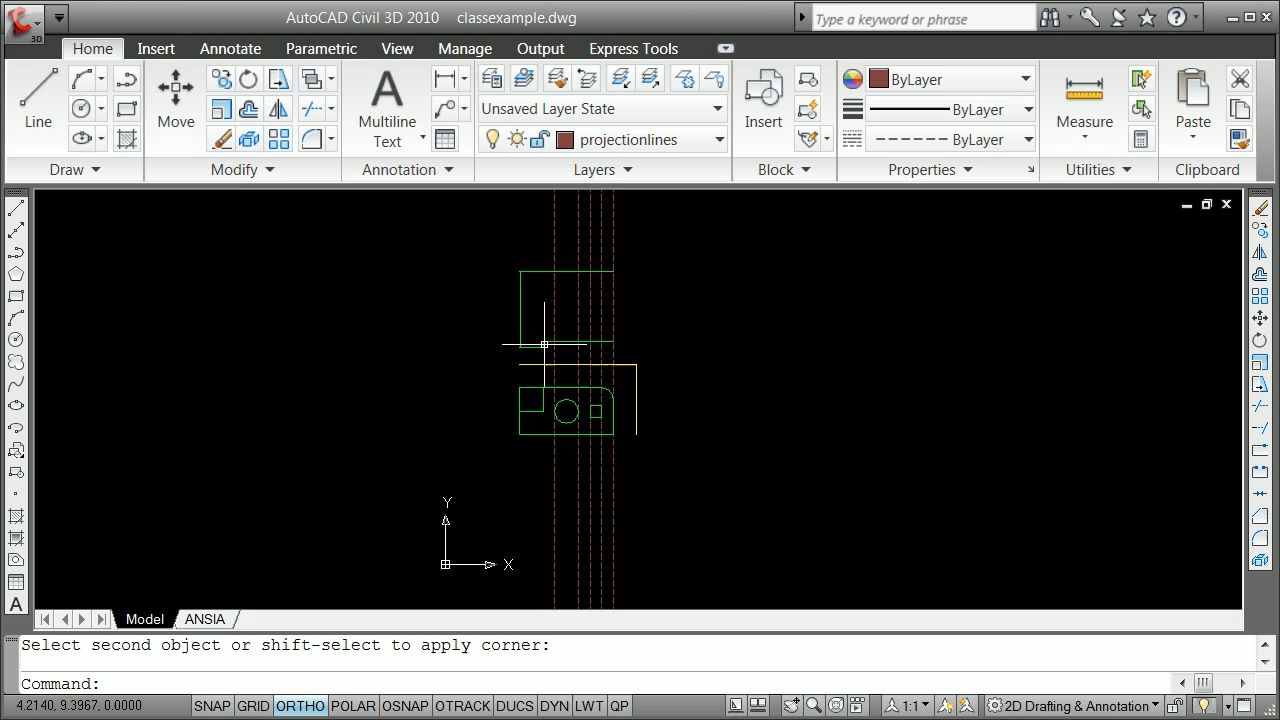 AutoCAD Civil 3D 2010 classexample.dwg
Type a keyword or phrase
3D
Home Insert Annotate Parametric View Manage Output Express Tools
Line
Move
A
Multiline
Text
Unsaved Layer State
projectionlines
Insert
ByLayer
ByLayer
ByLayer
Measure
Paste
Draw Modify Annotation Layers Block Properties Utilities Clipboard
Y
X
A
Model ANSIA
Select second object or shift-select to apply corner:
Command:
4.2140, 9.3967, 0.0000 SNAP GRID ORTHO POLAR OSNAP OTRACK DUCS DYN LWT QP 1:1 2D Drafting & Annotation